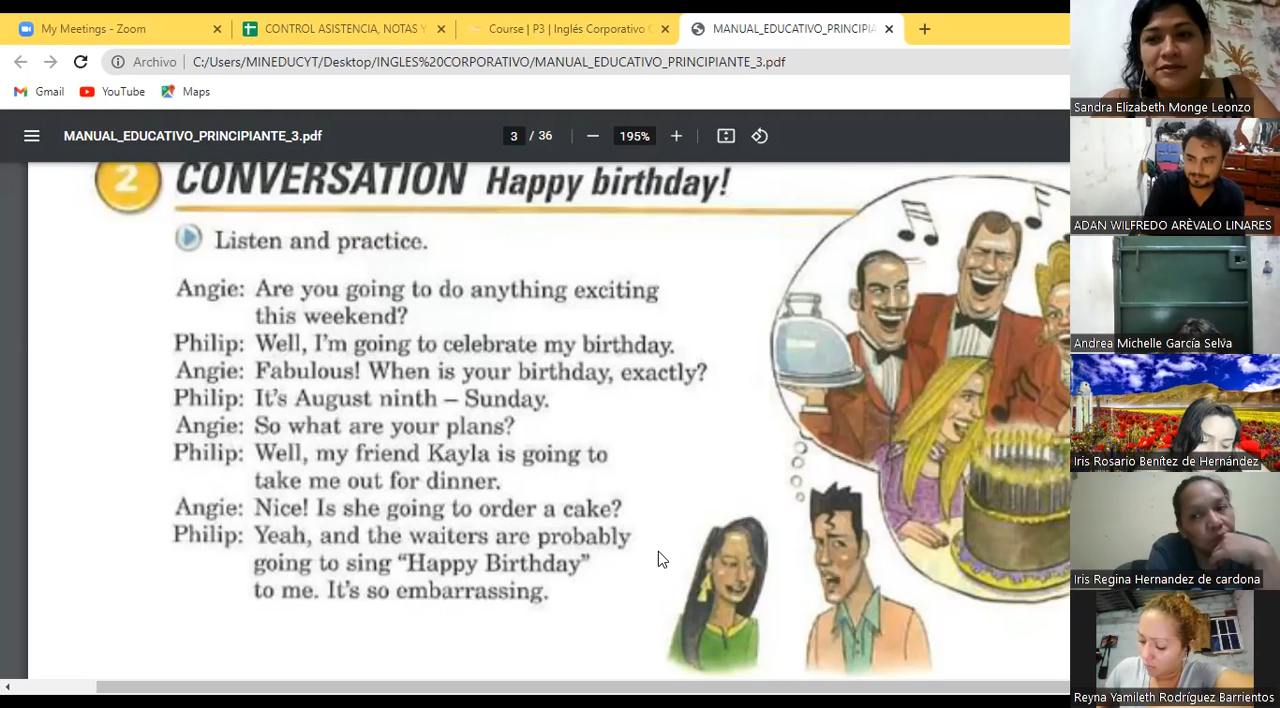 My Meetings - Zoom
CONTROL ASISTENCIA, NOTAS Y
Course | P3 | Inglés Corporativo
MANUAL_EDUCATIVO_PRINCIPIA
Archivo
C:/Users/MINEDUCYT/Desktop/INGLES%20CORPORATIVO/MANUAL_EDUCATIVO_PRINCIPIANTE_3.pdf
Gmail
YouTube
Maps
MANUAL_EDUCATIVO_PRINCIPIANTE_3.pdf
3 / 36
195%
2 CONVERSATION Happy birthday!
Listen and practice.
Angie: Are you going to do anything exciting
this weekend?
Philip: Well, I'm going to celebrate my birthday.
Angie: Fabulous! When is your birthday, exactly?
Philip: It's August ninth – Sunday.
Angie: So what are your plans?
Philip: Well, my friend Kayla is going to
take me out for dinner.
Angie: Nice! Is she going to order a cake?
Philip: Yeah, and the waiters are probably
going to sing “Happy Birthday”
to me. It's so embarrassing.
Sandra Elizabeth Monge Leonzo
ADAN WILFREDO ARÈVALO LINARES
Andrea Michelle García Selva
Iris Rosario Benítez de Hernández
Iris Regina Hernandez de cardona
Reyna Yamileth Rodríguez Barrientos